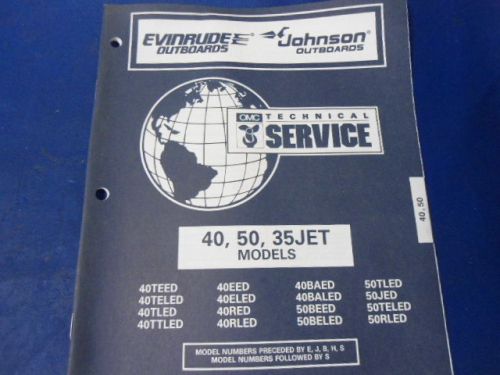 EVINRUDE
OUTBOARDS
Johnson
OUTBOARDS
OMC TECHNICAL
SERVICE
40, 50, 35JET
MODELS
40TEED 40EED 40BAED 50TLED
40TELED 40ELED 40BALED 50JED
40TLED 40RED 50BEED 50TELED
40TTLED 40RLED 50BELED 50RLED
MODEL NUMBERS PRECEDED BY E, J, B, H, S
MODEL NUMBERS FOLLOWED BY S
40, 50